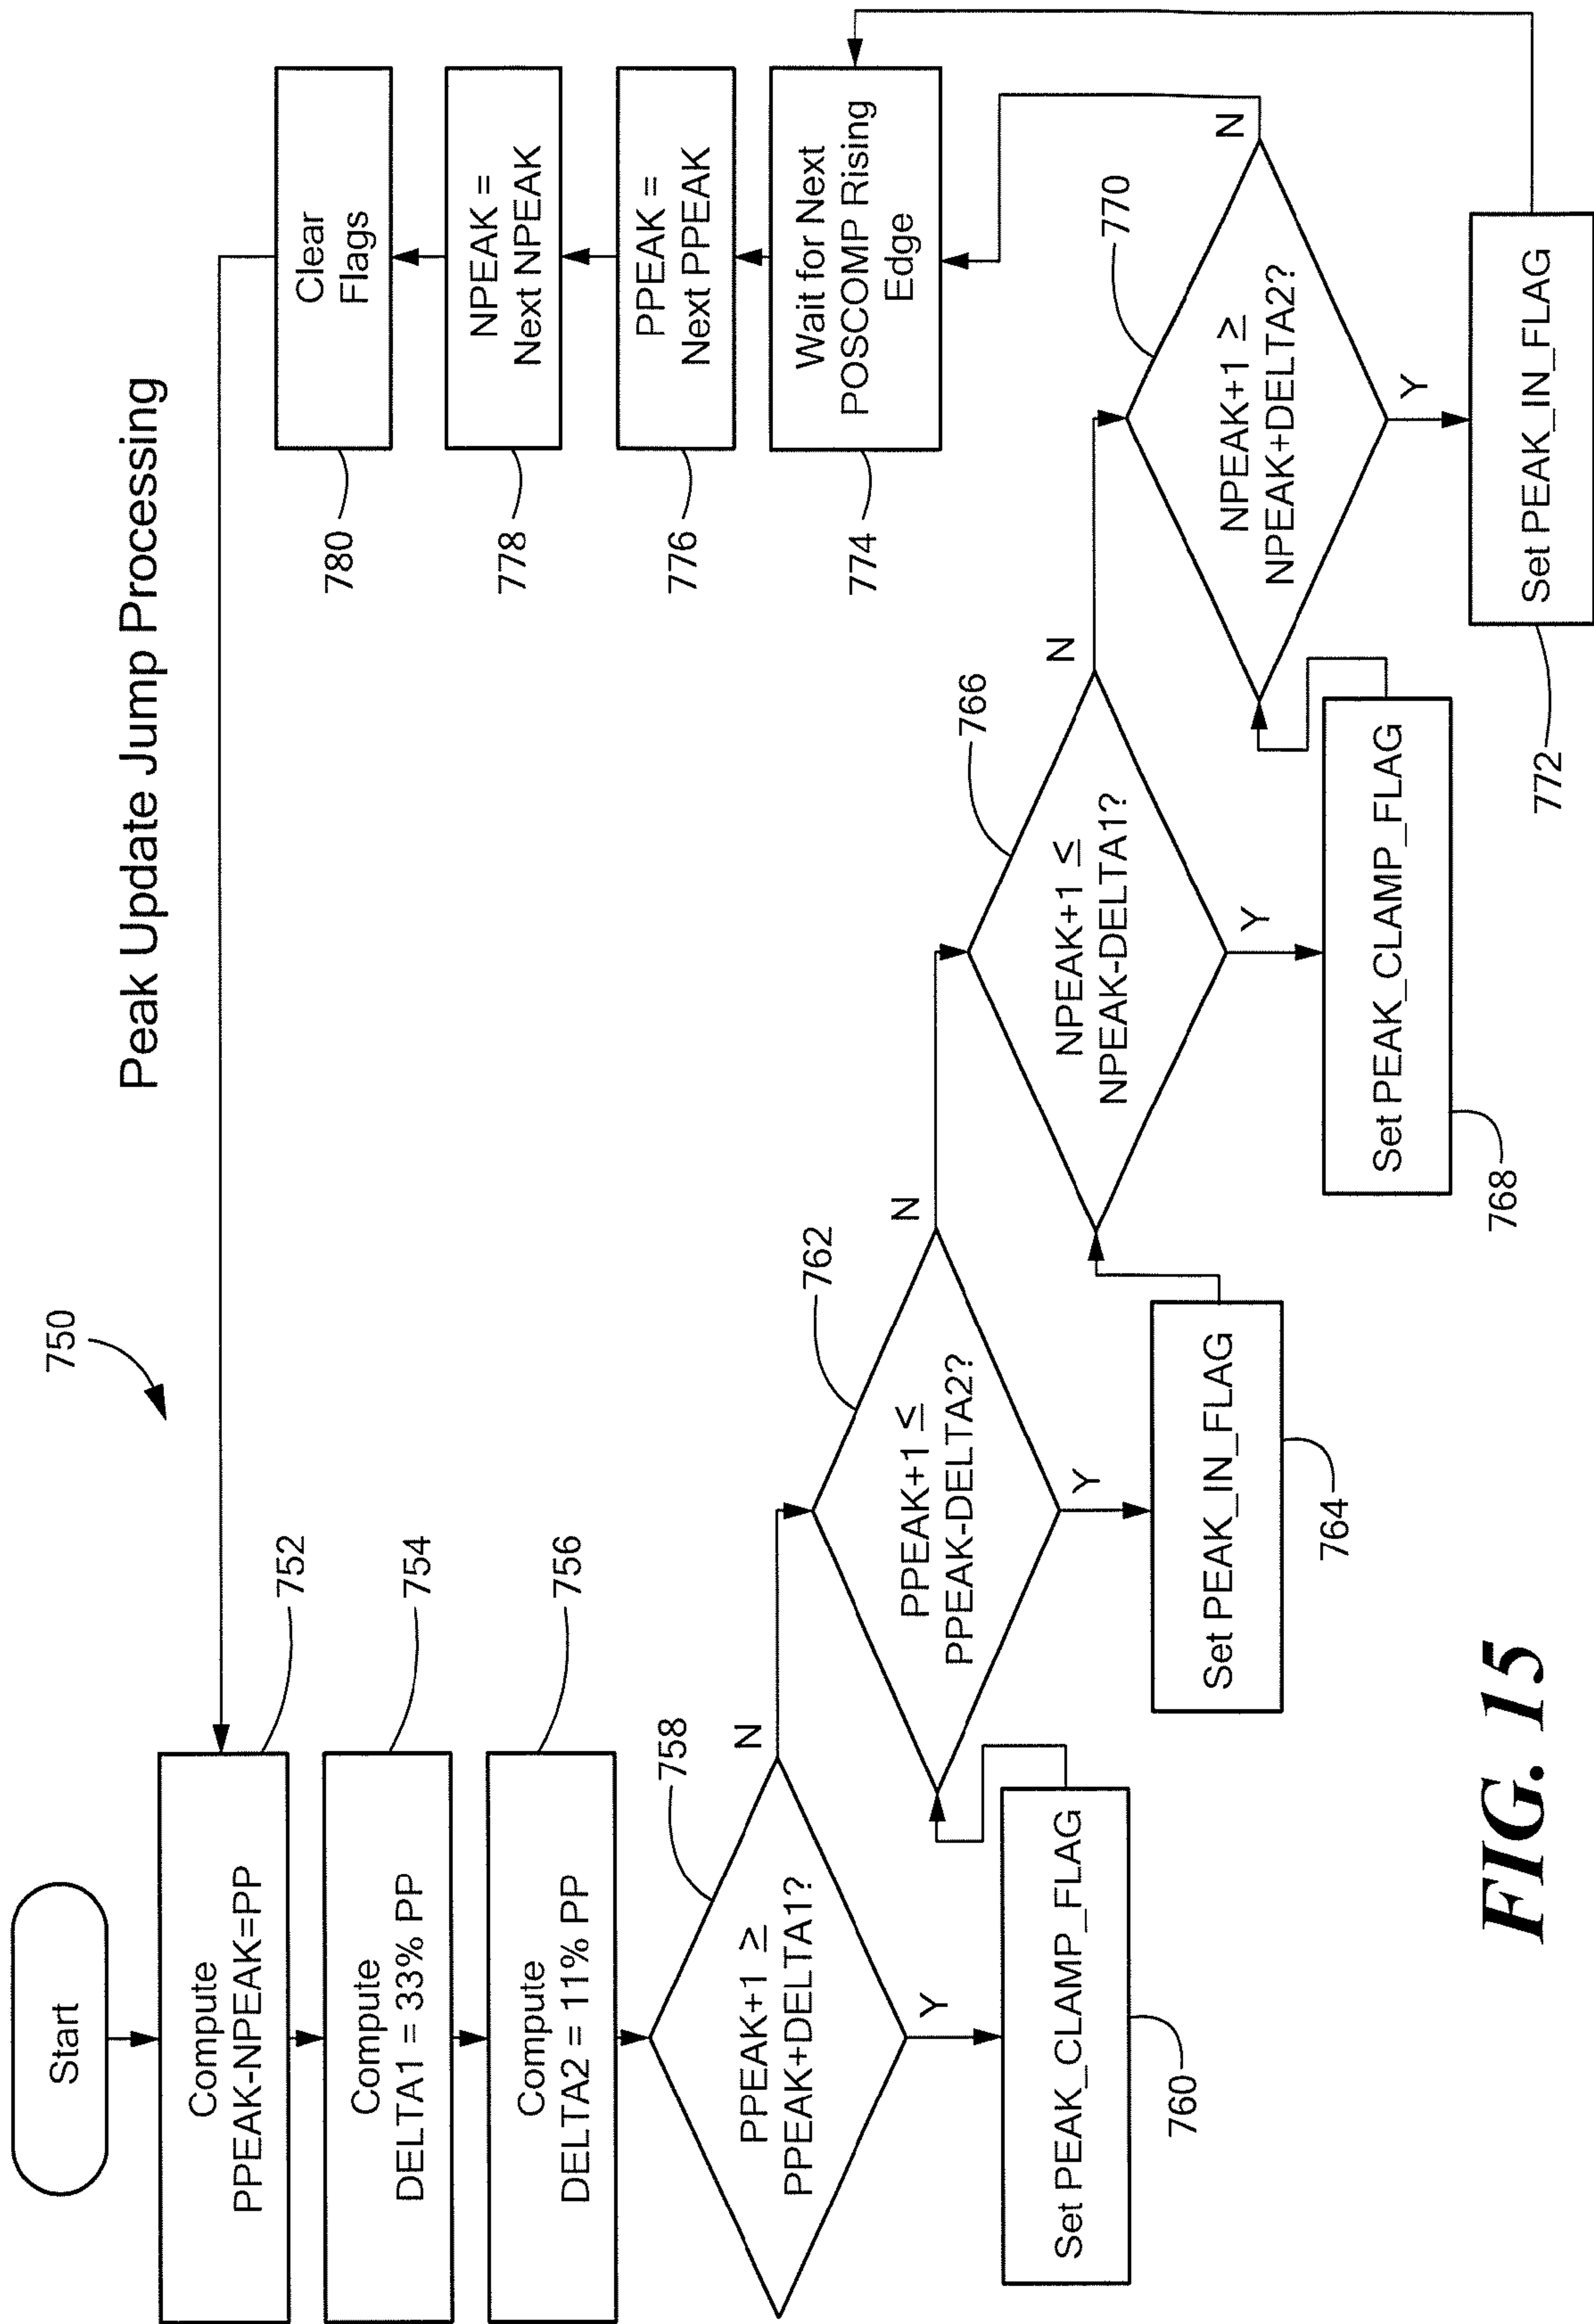 Peak Update Jump Processing
750
Start
Compute
PPEAK-NPEAK=PP
752
Compute
DELTA1 = 33% PP
754
Compute
DELTA2 = 11% PP
756
PPEAK+1 ≥
PPEAK+DELTA1?
758
N
Y
Set PEAK_CLAMP_FLAG
760
PPEAK+1 ≤
PPEAK-DELTA2?
762
N
Y
Set PEAK_IN_FLAG
764
NPEAK+1 ≤
NPEAK-DELTA1?
766
N
Y
Set PEAK_CLAMP_FLAG
768
NPEAK+1 ≥
NPEAK+DELTA2?
770
N
Y
Set PEAK_IN_FLAG
772
Wait for Next
POSCOMP Rising
Edge
774
PPEAK =
Next PPEAK
776
NPEAK =
Next NPEAK
778
Clear
Flags
780
FIG. 15